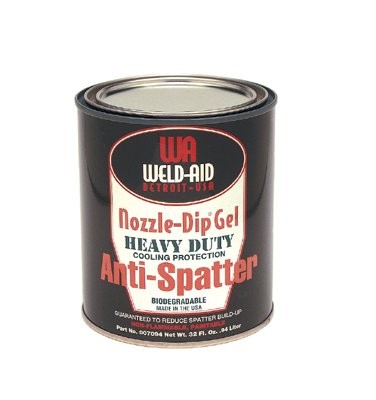 WA
WELD-AID
DETROIT-USA
Nozzle-Dip® Gel
HEAVY DUTY
COOLING PROTECTION
Anti-Spatter
BIODEGRADABLE
MADE IN THE USA
GUARANTEED TO REDUCE SPATTER BUILD-UP
NON-FLAMMABLE, PAINTABLE
Part No. 007094 Net Wt. 32 Fl. Oz. .94 Liter